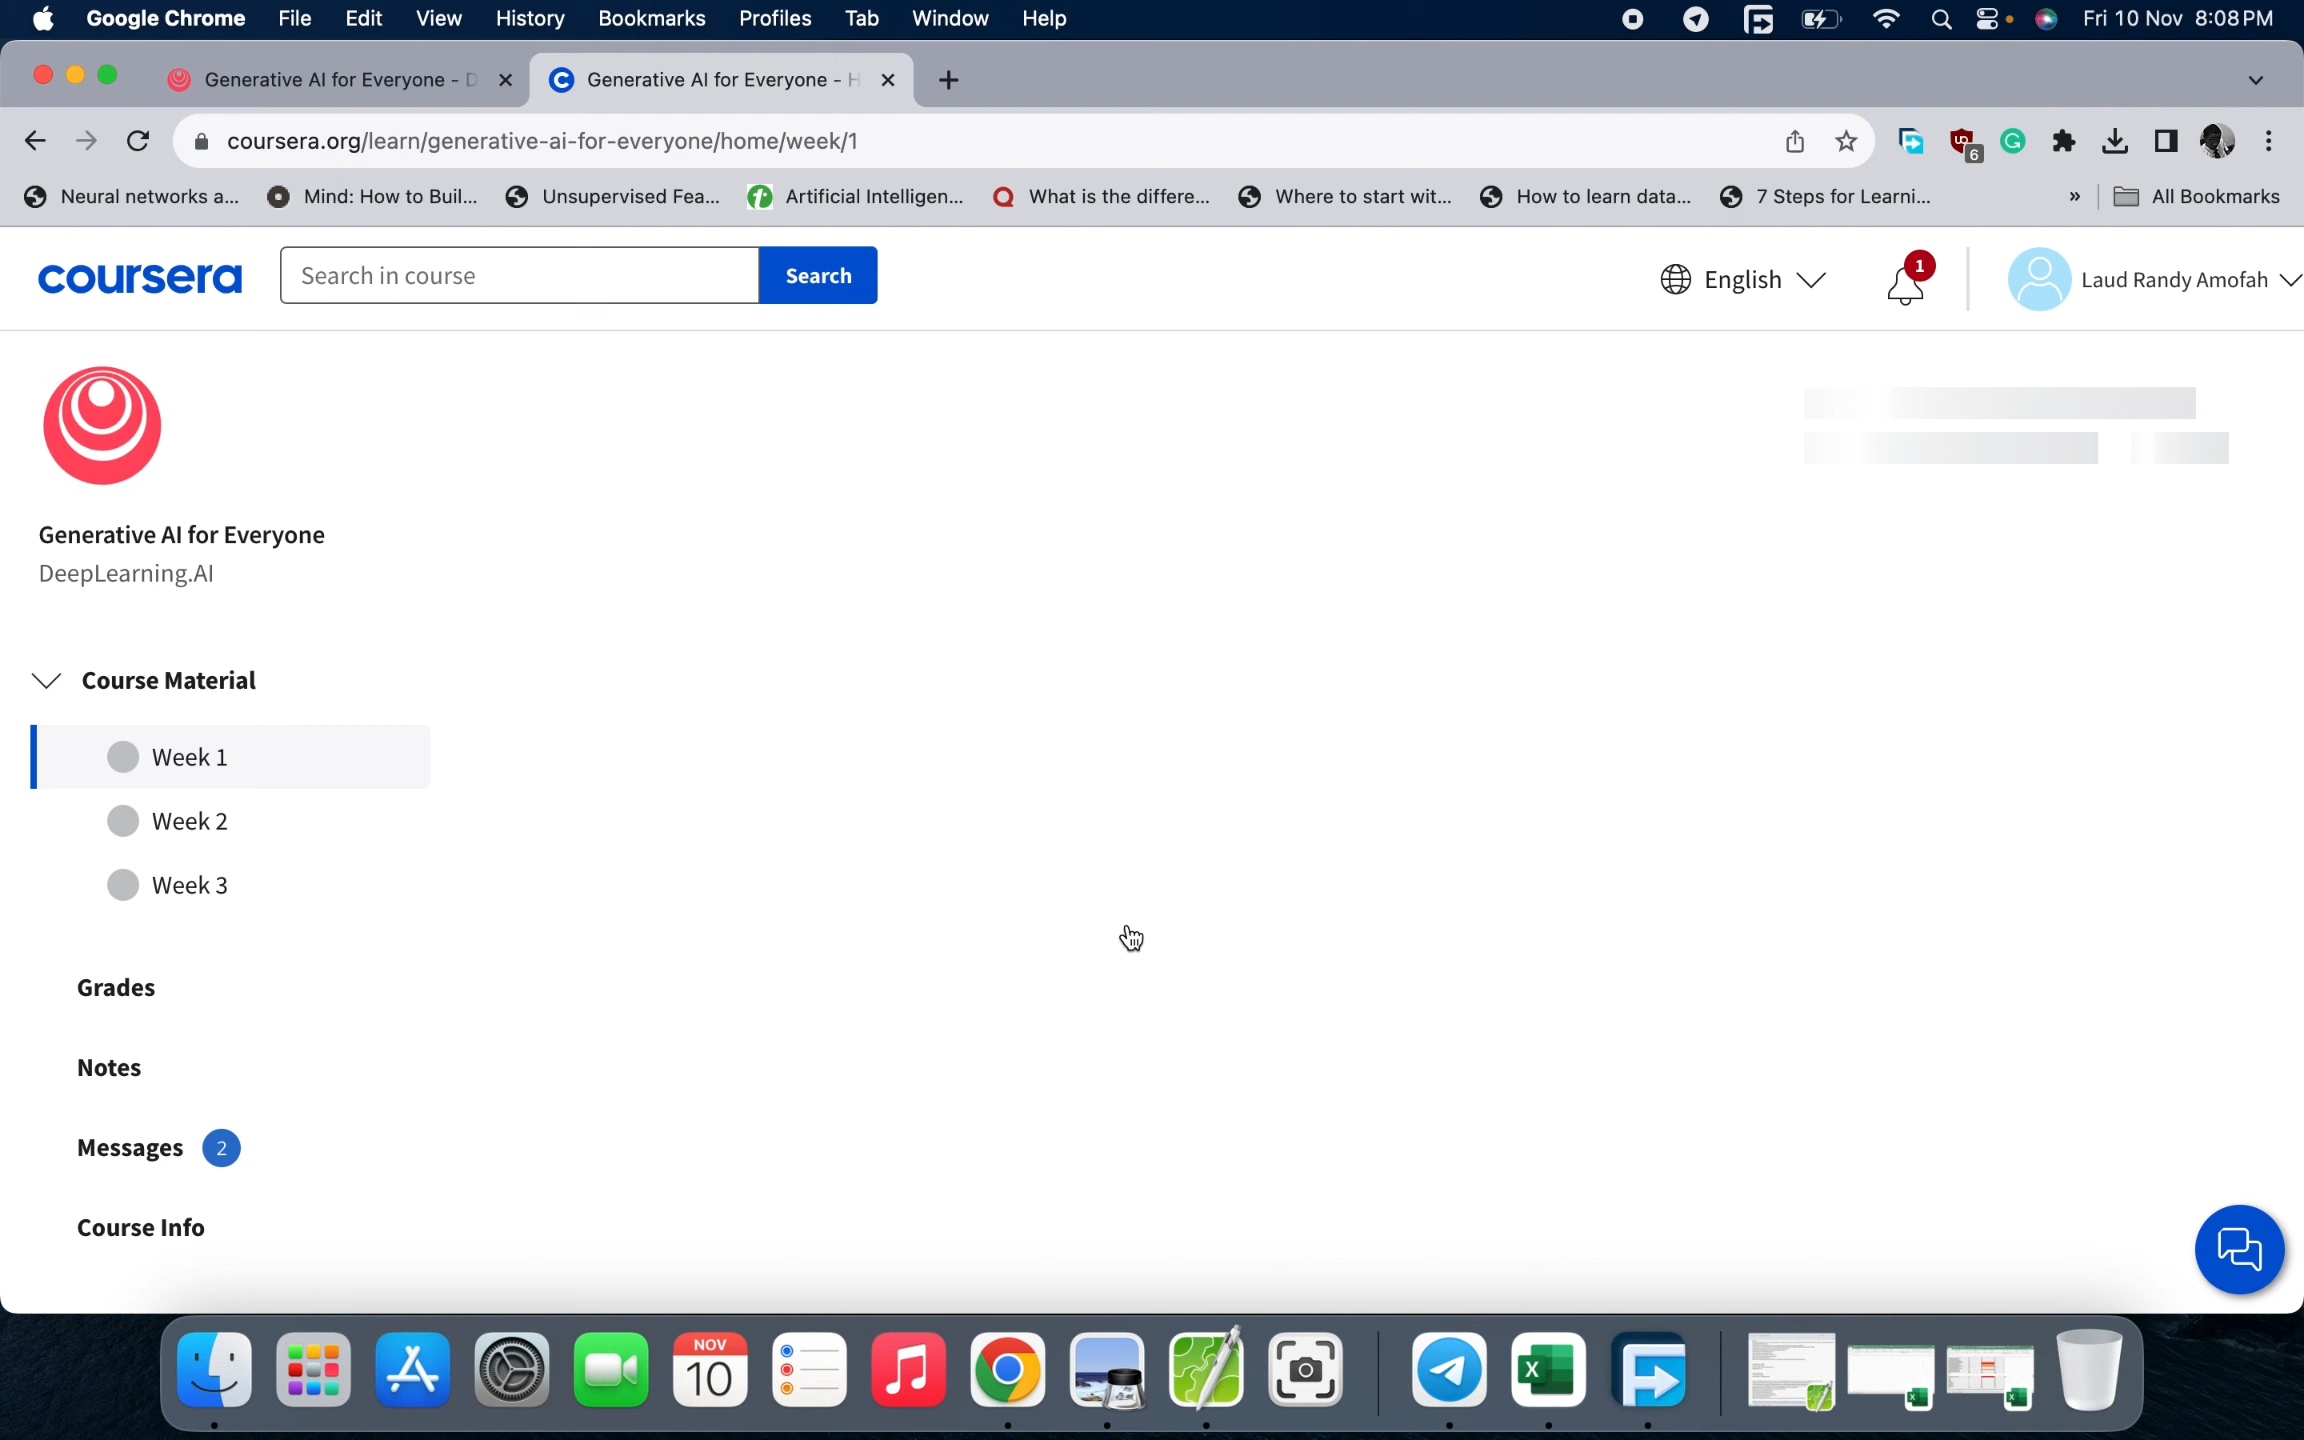 Google Chrome File Edit View History Bookmarks Profiles Tab Window Help Fri 10 Nov 8:08 PM
Generative AI for Everyone - D Generative AI for Everyone - H
coursera.org/learn/generative-ai-for-everyone/home/week/1
6
Neural networks a... Mind: How to Buil... Unsupervised Fea... Artificial Intelligen... What is the differe... Where to start wit... How to learn data... 7 Steps for Learni... » All Bookmarks
coursera Search in course Search English 1 Laud Randy Amofah
Generative AI for Everyone
DeepLearning.AI
Course Material
Week 1
Week 2
Week 3
Grades
Notes
Messages 2
Course Info
NOV
10